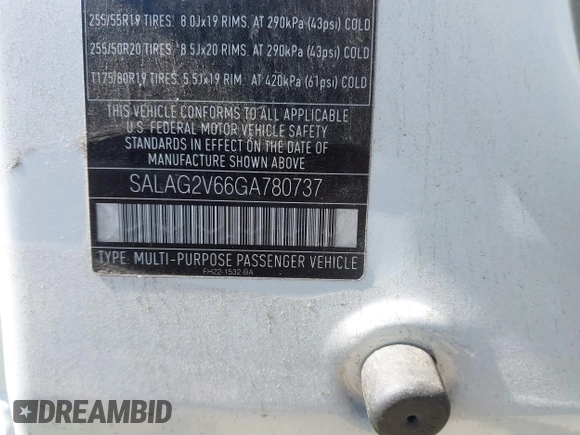 255/55R19 TIRES 8.0Jx19 RIMS, AT 290kPa (43psi) COLD
255/50R20 TIRES 8.5Jx20 RIMS, AT 290kPa (43psi) COLD
T175/80R19 TIRES, 5.5Jx19 RIM AT 420kPa (61psi) COLD
THIS VEHICLE CONFORMS TO ALL APPLICABLE
U.S. FEDERAL MOTOR VEHICLE SAFETY
STANDARDS IN EFFECT ON THE DATE OF
MANUFACTURE SHOWN ABOVE
SALAG2V66GA780737
TYPE: MULTI-PURPOSE PASSENGER VEHICLE
FH22-1532-BA
DREAMBID